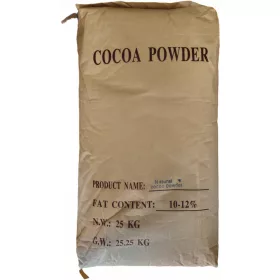 COCOA POWDER
PRODUCT NAME:
FAT CONTENT: 10-12%
N.W.: 25 KG
G.W.: 25.25 KG